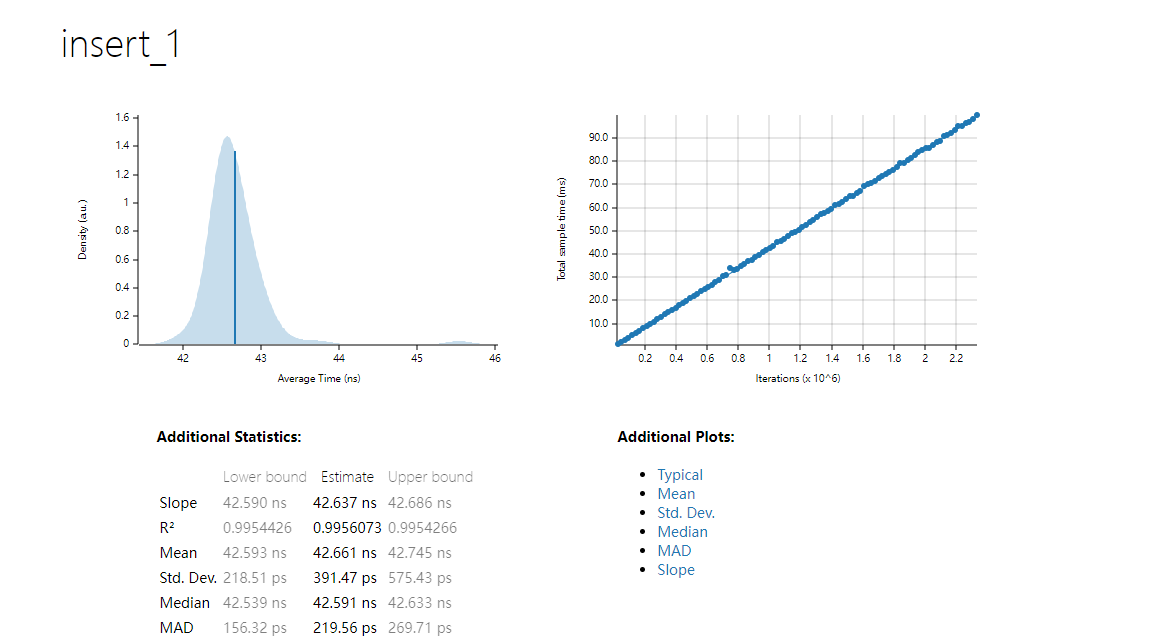 insert_1
1.6
1.4
1.2
1
0.8
0.6
0.4
0.2
0
Density (a.u.)
42 43 44 45 46
Average Time (ns)
90.0
80.0
70.0
60.0
50.0
40.0
30.0
20.0
10.0
Total sample time (ms)
0.2 0.4 0.6 0.8 1 1.2 1.4 1.6 1.8 2 2.2
Iterations (x 10^6)
Additional Statistics:
Lower bound Estimate Upper bound
Slope 42.590 ns 42.637 ns 42.686 ns
R² 0.9954426 0.9956073 0.9954266
Mean 42.593 ns 42.661 ns 42.745 ns
Std. Dev. 218.51 ps 391.47 ps 575.43 ps
Median 42.539 ns 42.591 ns 42.633 ns
MAD 156.32 ps 219.56 ps 269.71 ps
Additional Plots:
Typical
Mean
Std. Dev.
Median
MAD
Slope